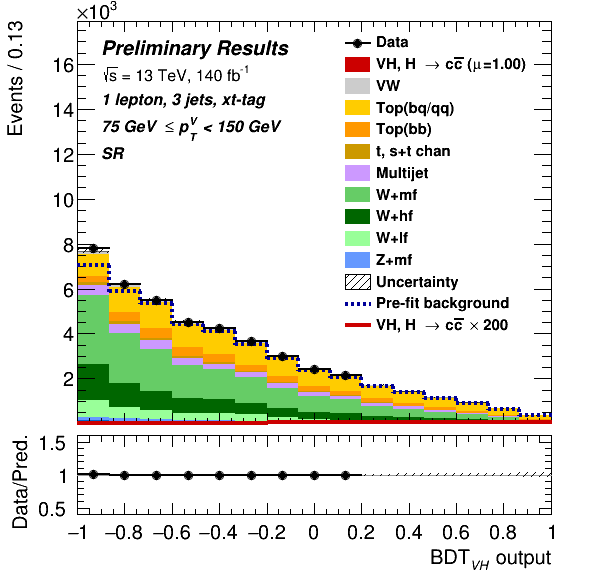 ×10³
Events / 0.13
16
14
12
10
8
6
4
2
Preliminary Results
√s = 13 TeV, 140 fb⁻¹
1 lepton, 3 jets, xt-tag
75 GeV ≤ p_T^V < 150 GeV
SR
Data
VH, H → cc̅ (μ=1.00)
VW
Top(bq/qq)
Top(bb)
t, s+t chan
Multijet
W+mf
W+hf
W+lf
Z+mf
Uncertainty
Pre-fit background
VH, H → cc̅ × 200
Data/Pred.
1.5
1
0.5
−1 −0.8 −0.6 −0.4 −0.2 0 0.2 0.4 0.6 0.8 1
BDT_VH output